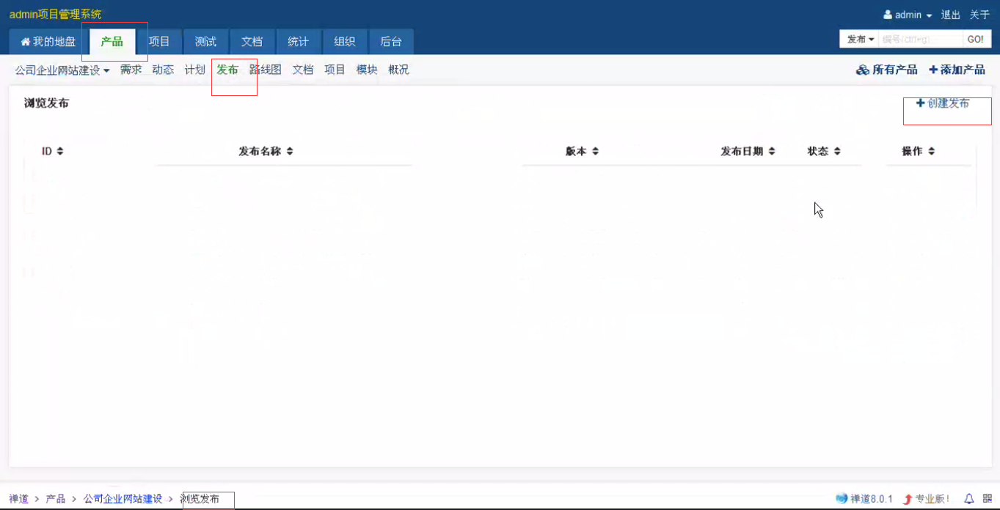 admin项目管理系统 admin 退出 关于
我的地盘 产品 项目 测试 文档 统计 组织 后台 发布 编号(ctrl+g) GO!
公司企业网站建设 需求 动态 计划 发布 路线图 文档 项目 模块 概况 所有产品 添加产品
浏览发布 创建发布
ID 发布名称 版本 发布日期 状态 操作
禅道 > 产品 > 公司企业网站建设 > 浏览发布 禅道8.0.1 专业版!